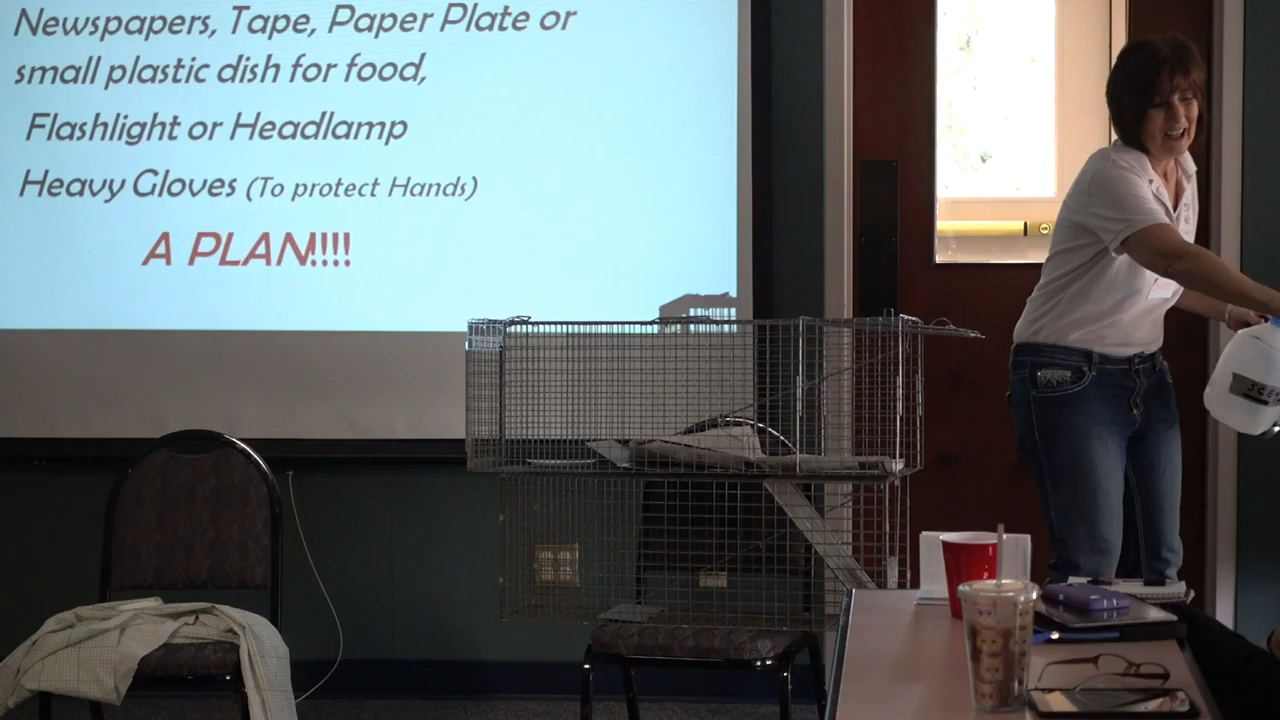 Newspapers, Tape, Paper Plate or
small plastic dish for food,
Flashlight or Headlamp
Heavy Gloves (To protect Hands)
A PLAN!!!!